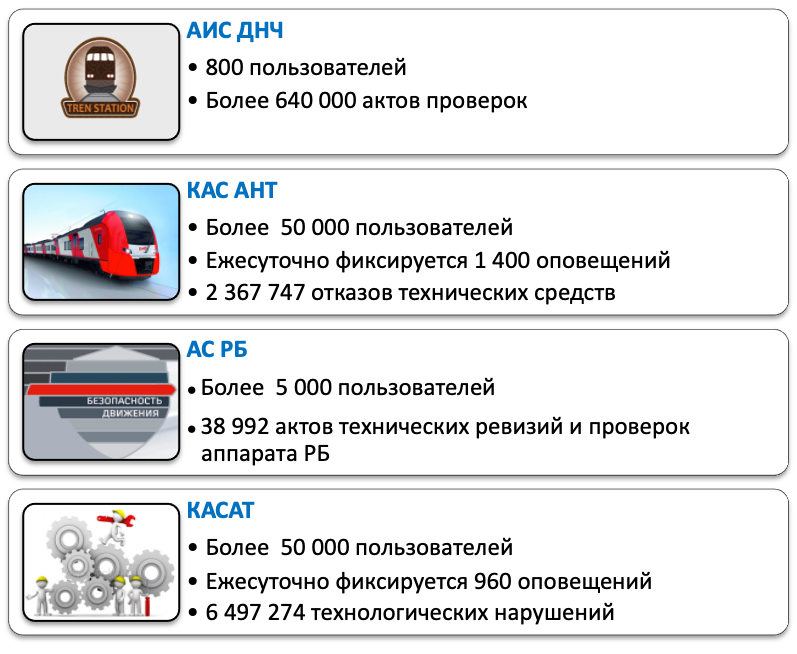 АИС ДНЧ
TREN STATION
• 800 пользователей
• Более 640 000 актов проверок
КАС АНТ
• Более  50 000 пользователей
• Ежесуточно фиксируется 1 400 оповещений
• 2 367 747 отказов технических средств
АС РБ
БЕЗОПАСНОСТЬ
ДВИЖЕНИЯ
• Более  5 000 пользователей
• 38 992 актов технических ревизий и проверок
аппарата РБ
КАСАТ
• Более  50 000 пользователей
• Ежесуточно фиксируется 960 оповещений
• 6 497 274 технологических нарушений